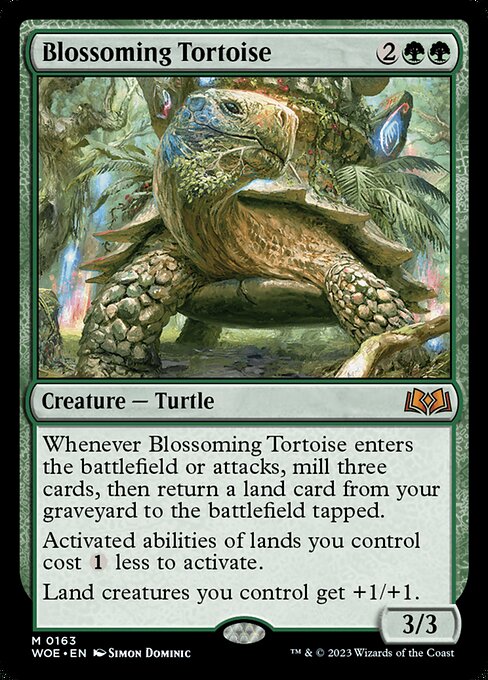 Blossoming Tortoise 2
Creature — Turtle
Whenever Blossoming Tortoise enters
the battlefield or attacks, mill three
cards, then return a land card from your
graveyard to the battlefield tapped.
Activated abilities of lands you control
cost 1 less to activate.
Land creatures you control get +1/+1.
3/3
M 0163
WOE • EN Simon Dominic
™ & © 2023 Wizards of the Coast